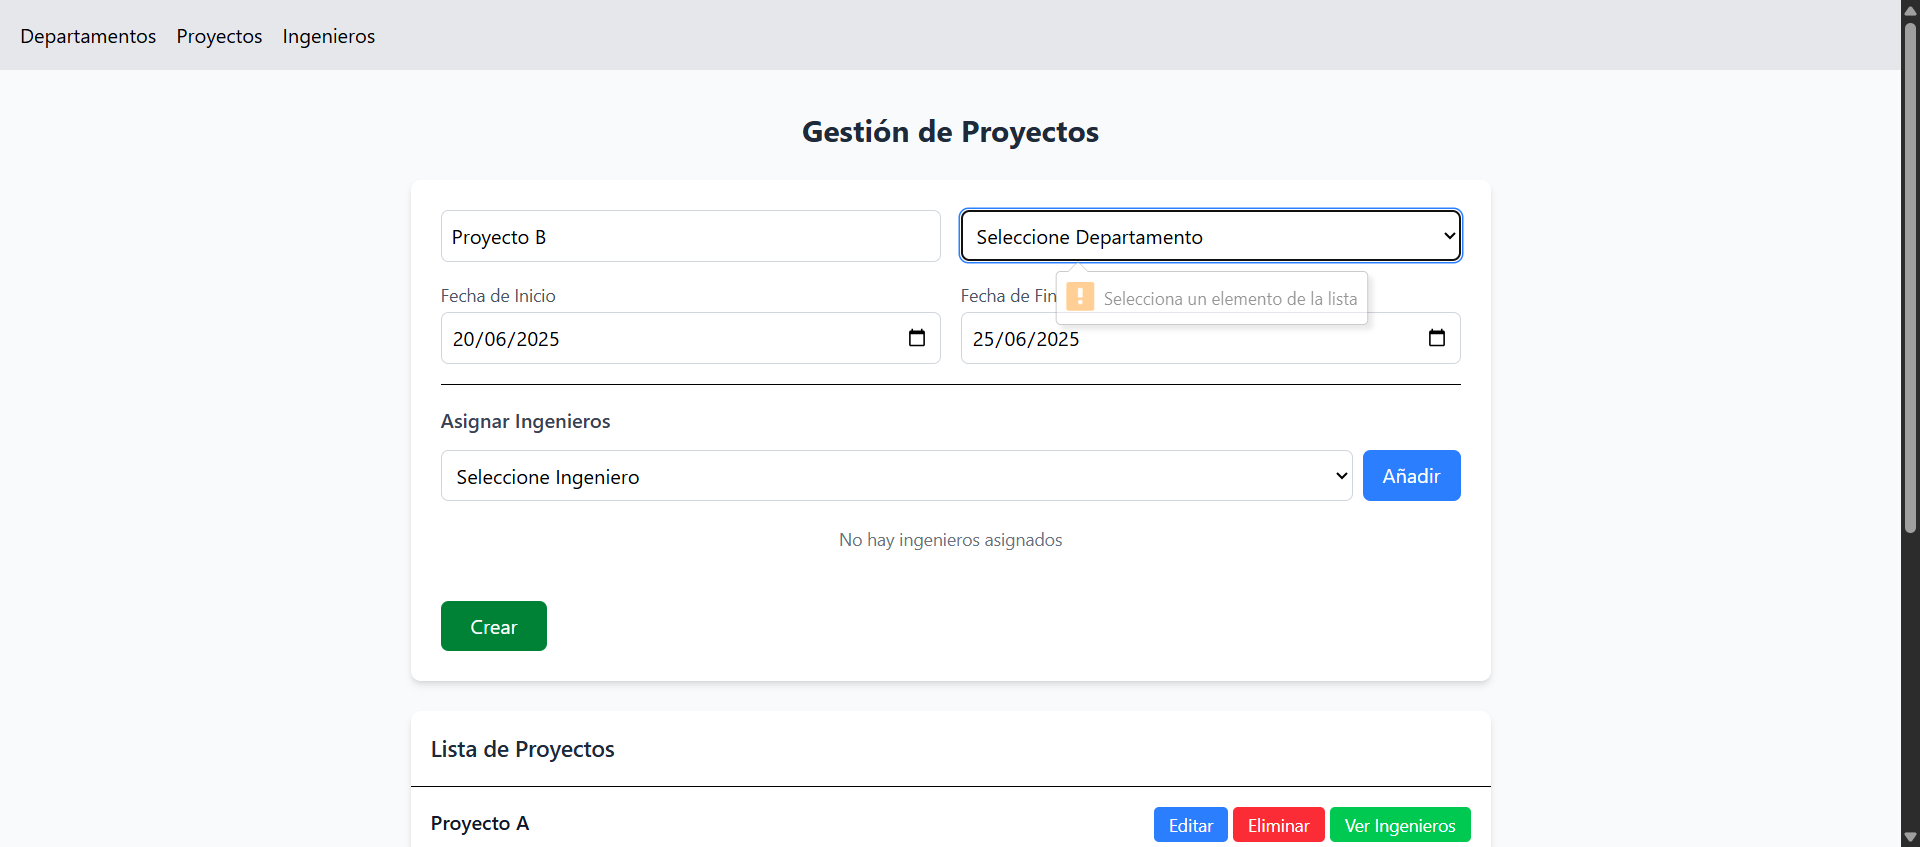 Departamentos Proyectos Ingenieros
Gestión de Proyectos
Proyecto B
Seleccione Departamento
Selecciona un elemento de la lista
Fecha de Inicio
Fecha de Fin
20/06/2025
25/06/2025
Asignar Ingenieros
Seleccione Ingeniero
Añadir
No hay ingenieros asignados
Crear
Lista de Proyectos
Proyecto A
Editar
Eliminar
Ver Ingenieros